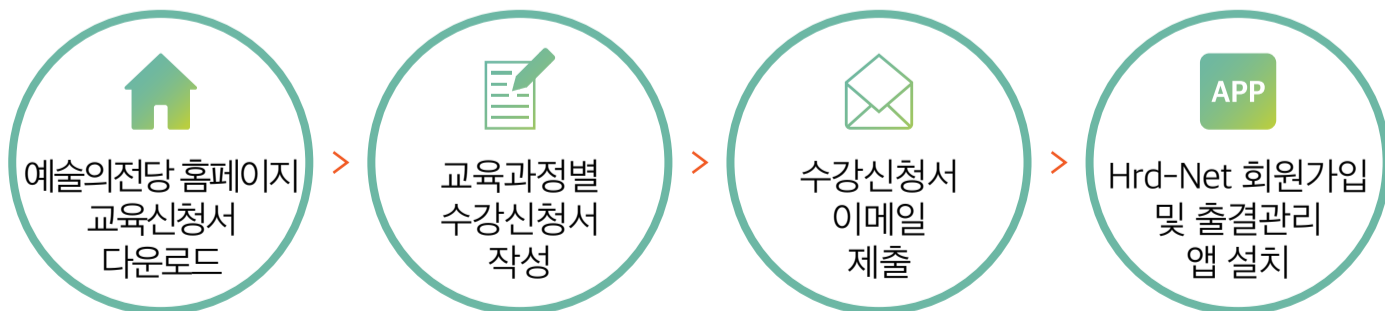 예술의전당 홈페이지
교육신청서
다운로드
>
교육과정별
수강신청서
작성
>
수강신청서
이메일
제출
>
APP
Hrd-Net 회원가입
및 출결관리
앱 설치